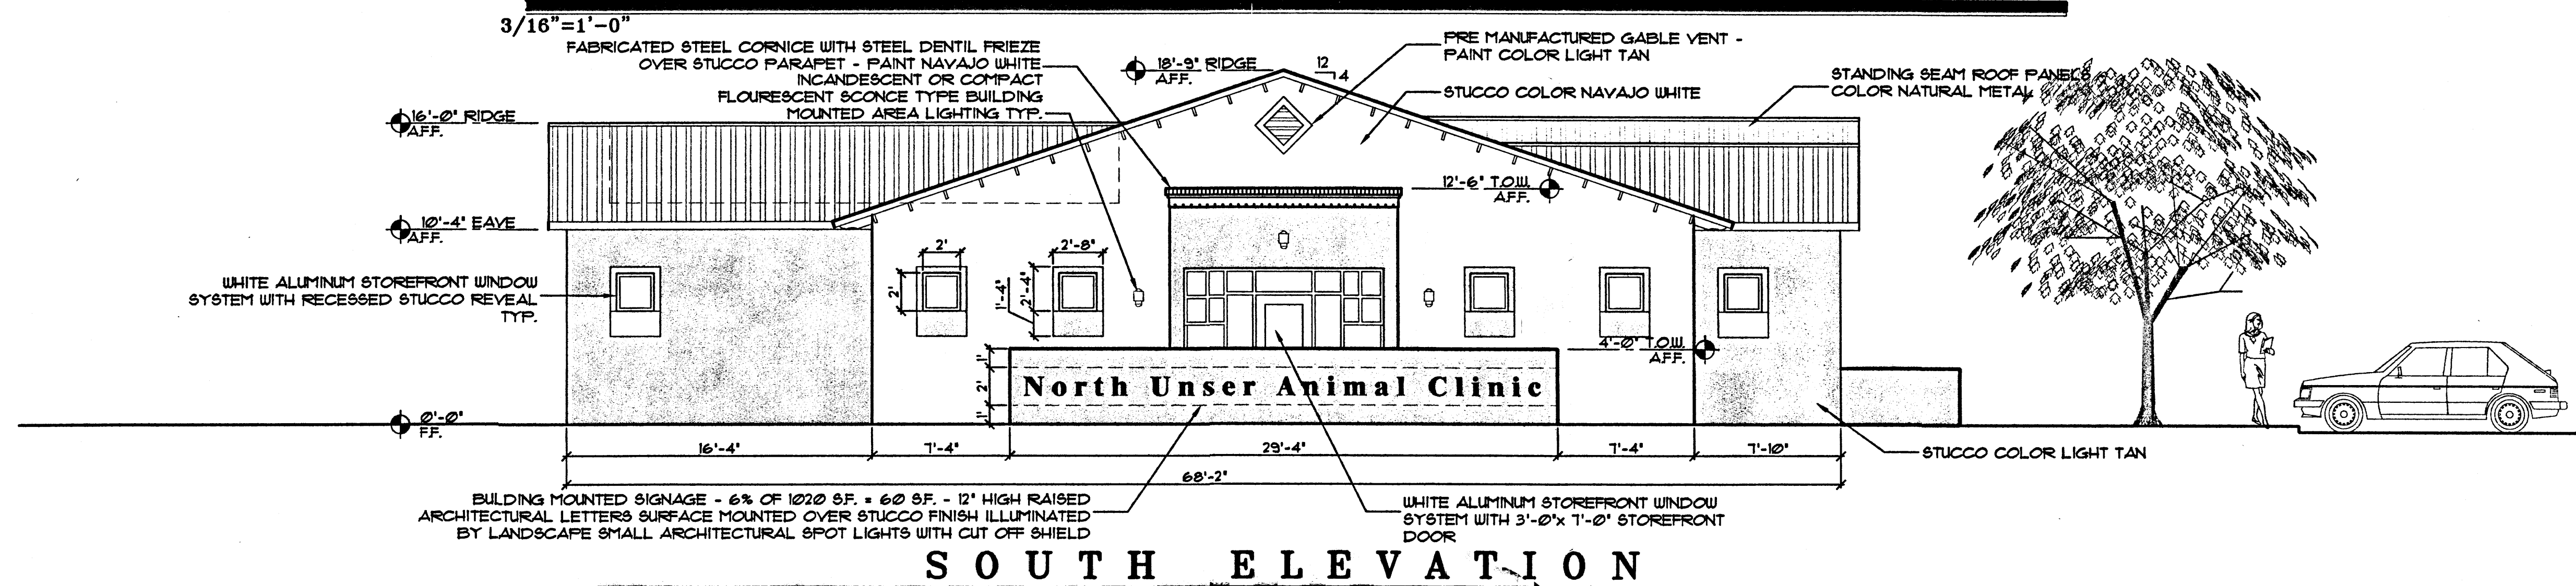 3/16"=1'-0"
FABRICATED STEEL CORNICE WITH STEEL DENTIL FRIEZE
OVER STUCCO PARAPET - PAINT NAVAJO WHITE
INCANDESCENT OR COMPACT
FLOURESCENT SCONCE TYPE BUILDING
MOUNTED AREA LIGHTING TYP.
18'-9" RIDGE
A.F.F.
12
4
PRE MANUFACTURED GABLE VENT -
PAINT COLOR LIGHT TAN
STUCCO COLOR NAVAJO WHITE
STANDING SEAM ROOF PANELS
COLOR NATURAL METAL
16'-0" RIDGE
A.F.F.
12'-6" T.O.W.
A.F.F.
10'-4" EAVE
A.F.F.
2'
2'-8"
2'
1'-4"
2'-4"
WHITE ALUMINUM STOREFRONT WINDOW
SYSTEM WITH RECESSED STUCCO REVEAL
TYP.
4'-0" T.O.W.
A.F.F.
1'
2'
1'
North Unser Animal Clinic
0'-0"
F.F.
16'-4"
7'-4"
29'-4"
7'-4"
7'-10"
68'-2"
STUCCO COLOR LIGHT TAN
BULDING MOUNTED SIGNAGE - 6% OF 1020 S.F. = 60 S.F. - 12" HIGH RAISED
ARCHITECTURAL LETTERS SURFACE MOUNTED OVER STUCCO FINISH ILLUMINATED
BY LANDSCAPE SMALL ARCHITECTURAL SPOT LIGHTS WITH CUT OFF SHIELD
WHITE ALUMINUM STOREFRONT WINDOW
SYSTEM WITH 3'-0"x 7'-0" STOREFRONT
DOOR
SOUTH ELEVATION